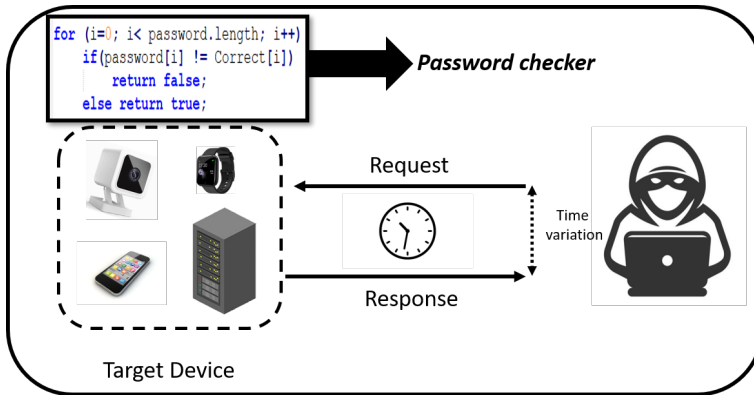 for (i=0; i< password.length; i++)
if(password[i] != Correct[i])
return false;
else return true;
Password checker
Request
Time
variation
Response
Target Device